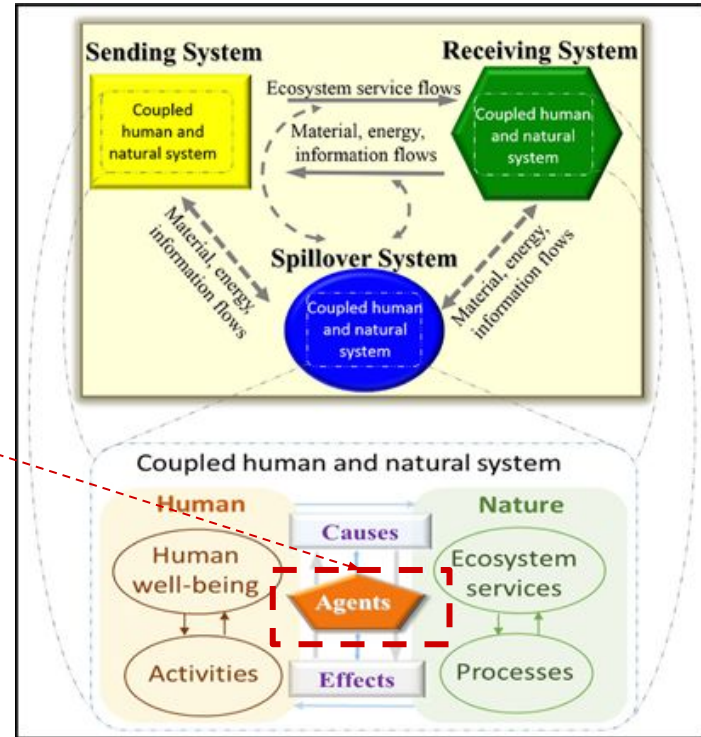 Sending System
Receiving System
Coupled
human and
natural system
Ecosystem service flows
Material, energy,
information flows
Coupled human
and natural
system
Material, energy,
information flows
Spillover System
Coupled human
and natural
system
Material, energy,
information flows
Coupled human and natural system
Human
Causes
Nature
Human
well-being
Agents
Ecosystem
services
Activities
Effects
Processes